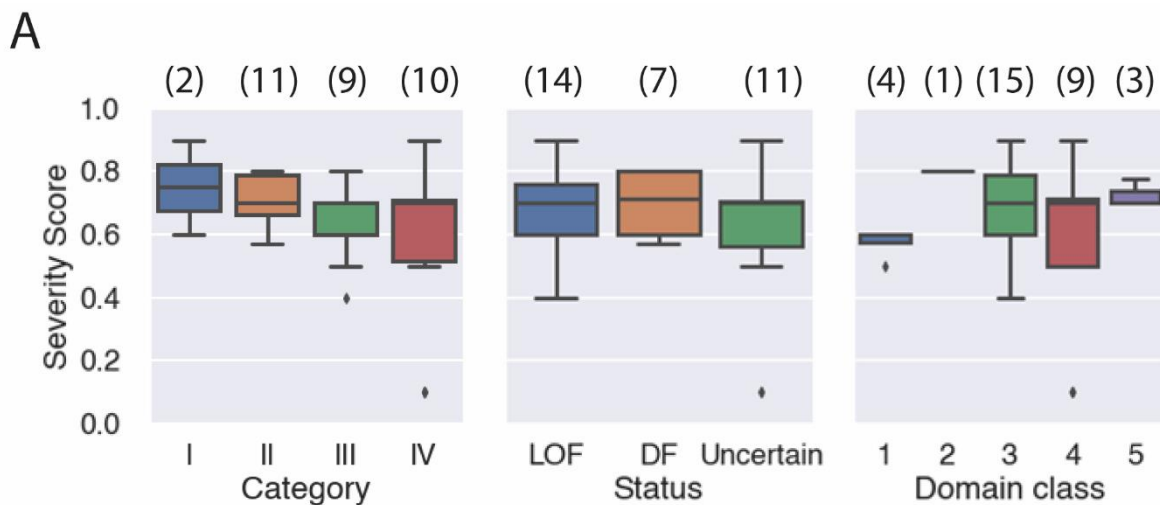 A
(2) (11) (9) (10) (14) (7) (11) (4) (1) (15) (9) (3)
1.0
0.8
0.6
0.4
0.2
0.0
Severity Score
I II III IV LOF DF Uncertain 1 2 3 4 5
Category Status Domain class